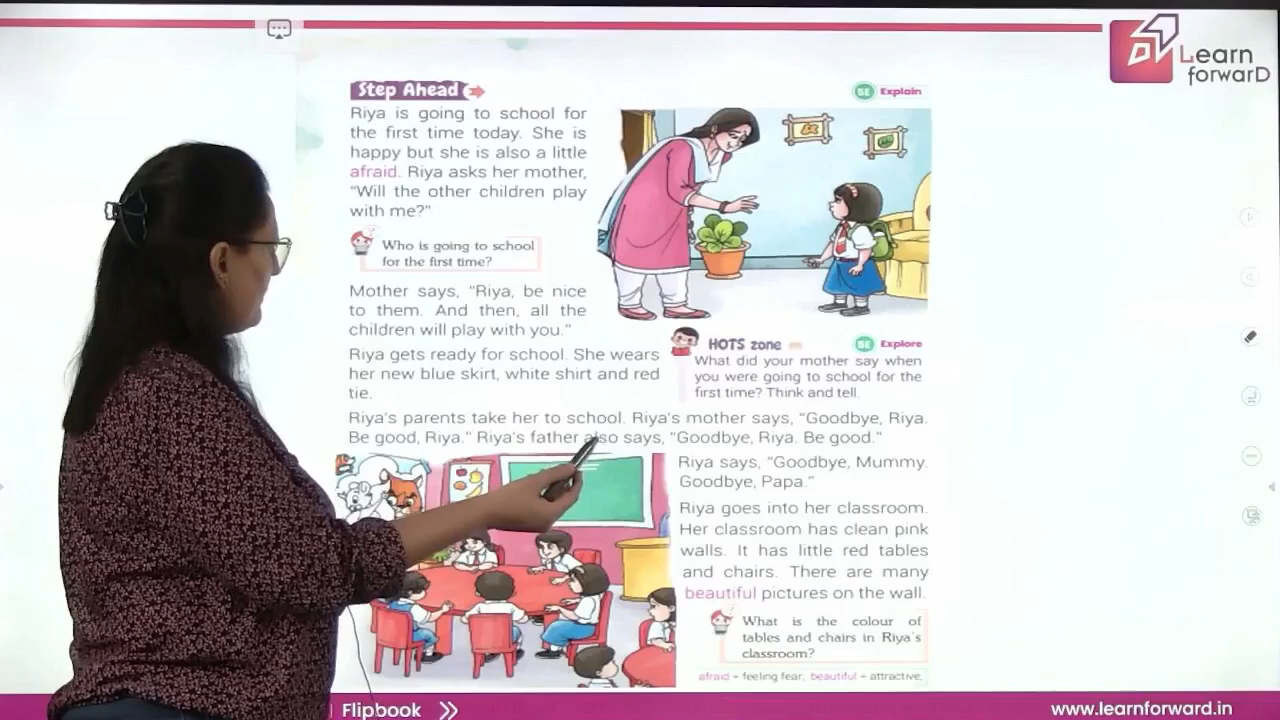 Learn
forwarD
Step Ahead
5E Explain
Riya is going to school for
the first time today. She is
happy but she is also a little
afraid. Riya asks her mother,
“Will the other children play
with me?”
Who is going to school
for the first time?
Mother says, “Riya, be nice
to them. And then, all the
children will play with you.”
HOTS zone
5E Explore
What did your mother say when
you were going to school for the
first time? Think and tell.
Riya gets ready for school. She wears
her new blue skirt, white shirt and red
tie.
Riya’s parents take her to school. Riya’s mother says, “Goodbye, Riya.
Be good, Riya.” Riya’s father also says, “Goodbye, Riya. Be good.”
Riya says, “Goodbye, Mummy.
Goodbye, Papa.”
Riya goes into her classroom.
Her classroom has clean pink
walls. It has little red tables
and chairs. There are many
beautiful pictures on the wall.
What is the colour of
tables and chairs in Riya’s
classroom?
afraid – feeling fear; beautiful – attractive.
Flipbook
www.learnforward.in